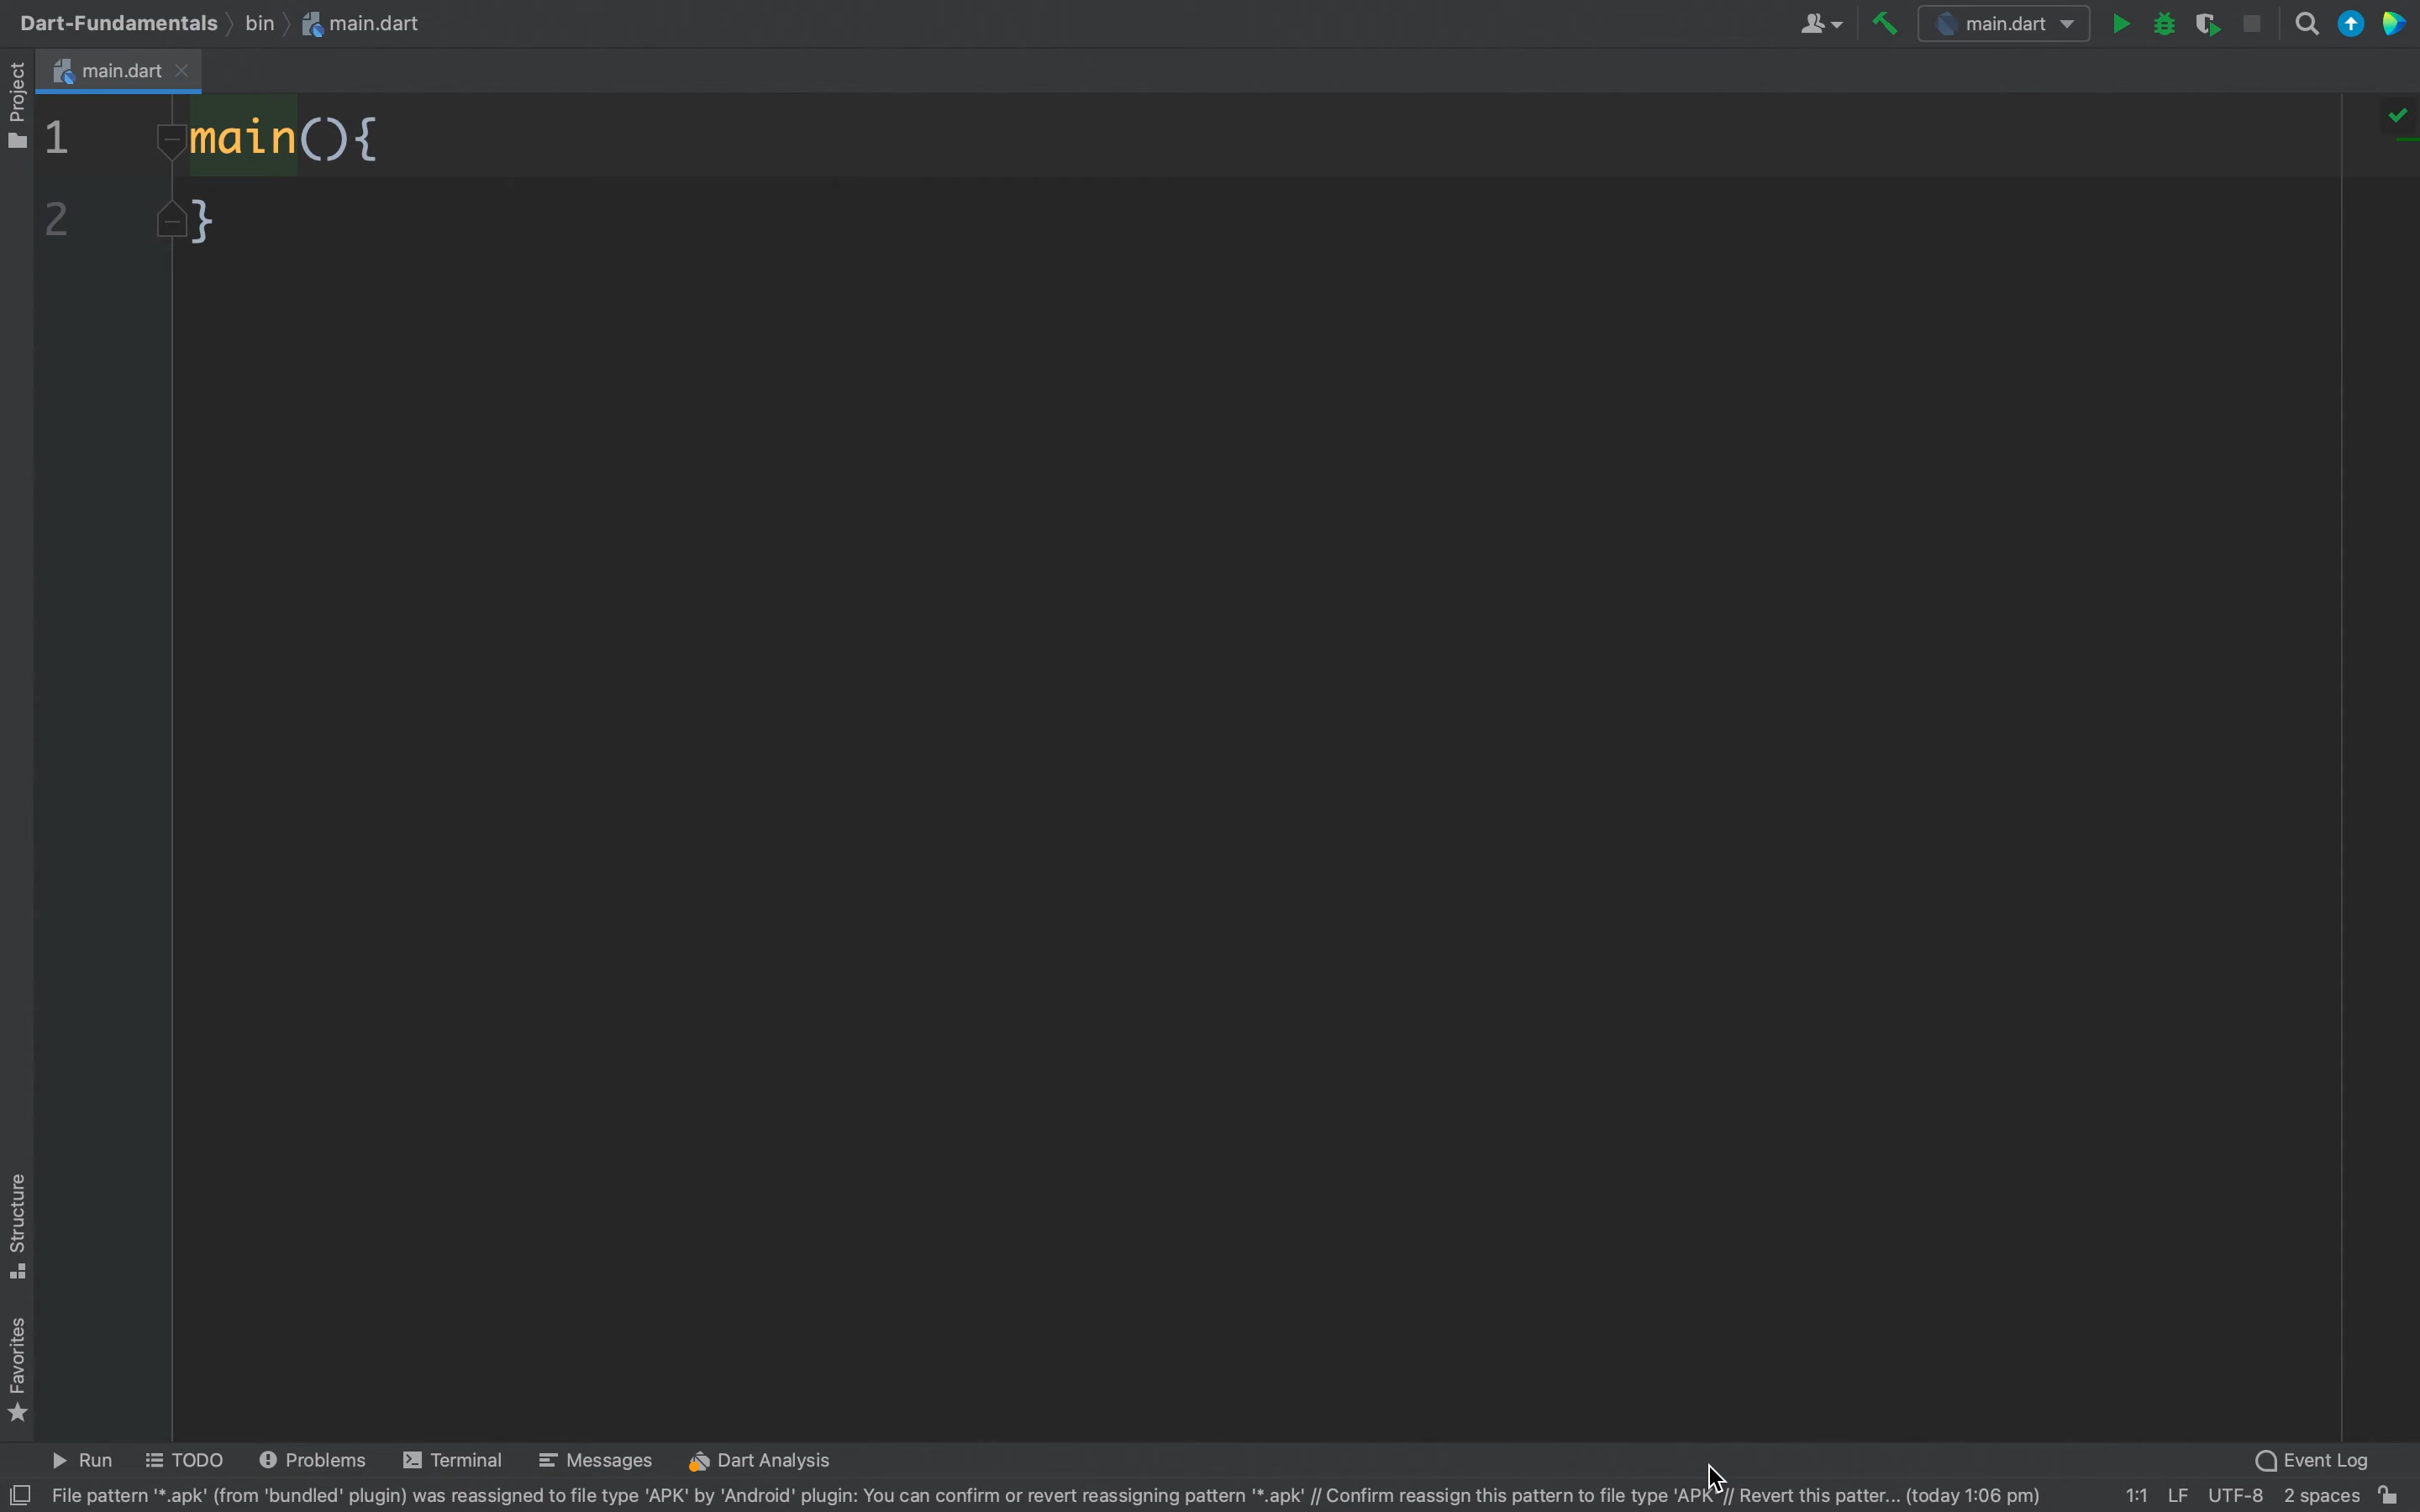 Dart-Fundamentals bin main.dart main.dart
main.dart
Project
1 main(){
2 }
Structure
Favorites
Run TODO Problems Terminal Messages Dart Analysis Event Log
File pattern '*.apk' (from 'bundled' plugin) was reassigned to file type 'APK' by 'Android' plugin: You can confirm or revert reassigning pattern '*.apk' // Confirm reassign this pattern to file type 'APK' // Revert this patter... (today 1:06 pm) 1:1 LF UTF-8 2 spaces